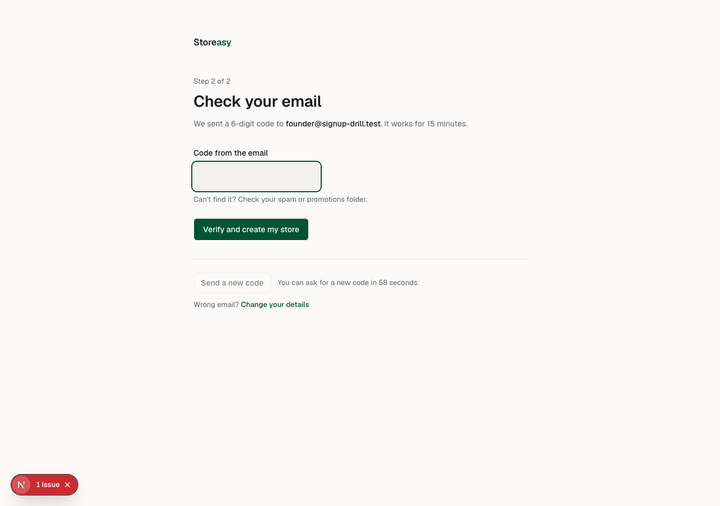 Storeasy
Step 2 of 2
Check your email
We sent a 6-digit code to founder@signup-drill.test. It works for 15 minutes.
Code from the email
Can't find it? Check your spam or promotions folder.
Verify and create my store
Send a new code You can ask for a new code in 58 seconds.
Wrong email? Change your details
N 1 Issue